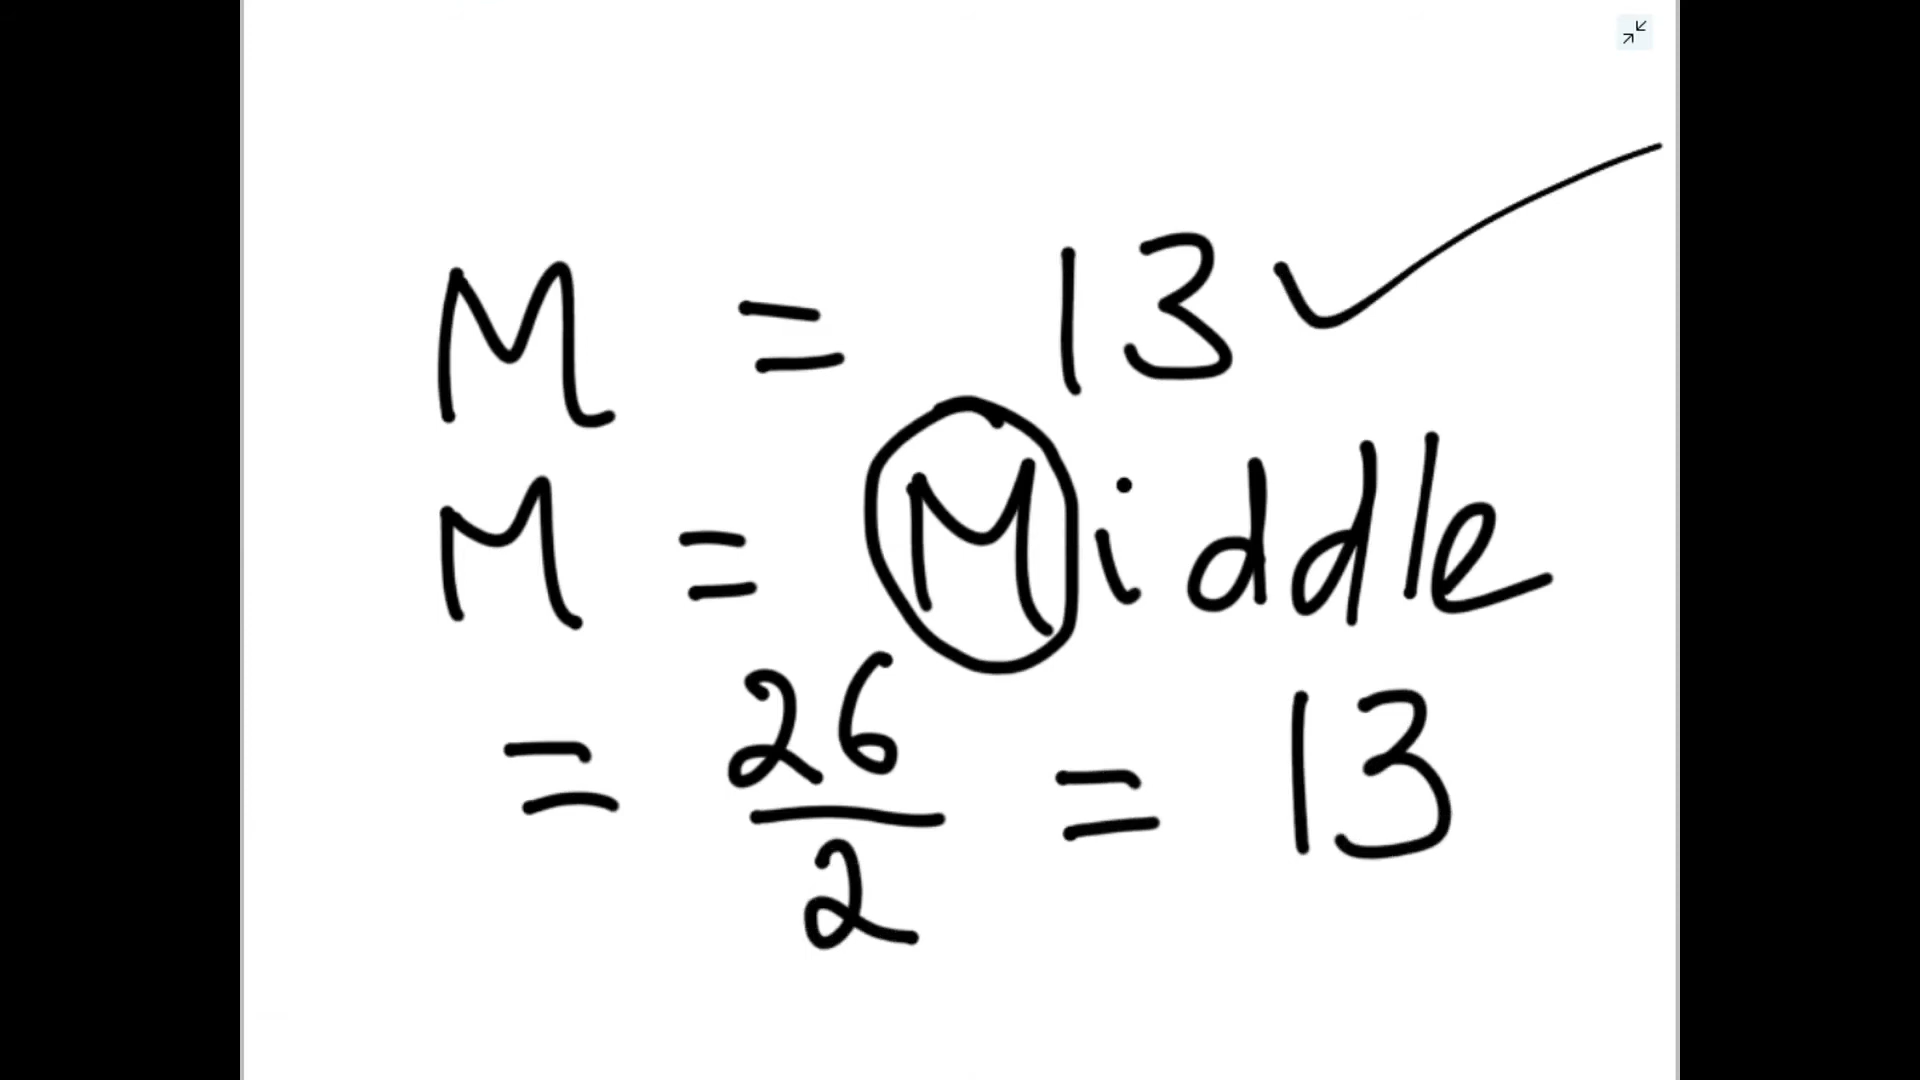 M = 13 ✓
M = Middle
= 26/2 = 13